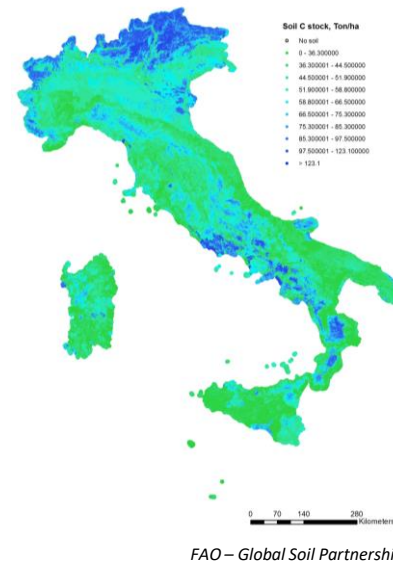 Soil C stock, Ton/ha
No soil
0 - 36.300000
36.300001 - 44.500000
44.500001 - 51.900000
51.900001 - 58.800000
58.800001 - 66.500000
66.500001 - 75.300000
75.300001 - 85.300000
85.300001 - 97.500000
97.500001 - 123.100000
> 123.1
0 70 140 280
Kilometers
FAO – Global Soil Partnershi